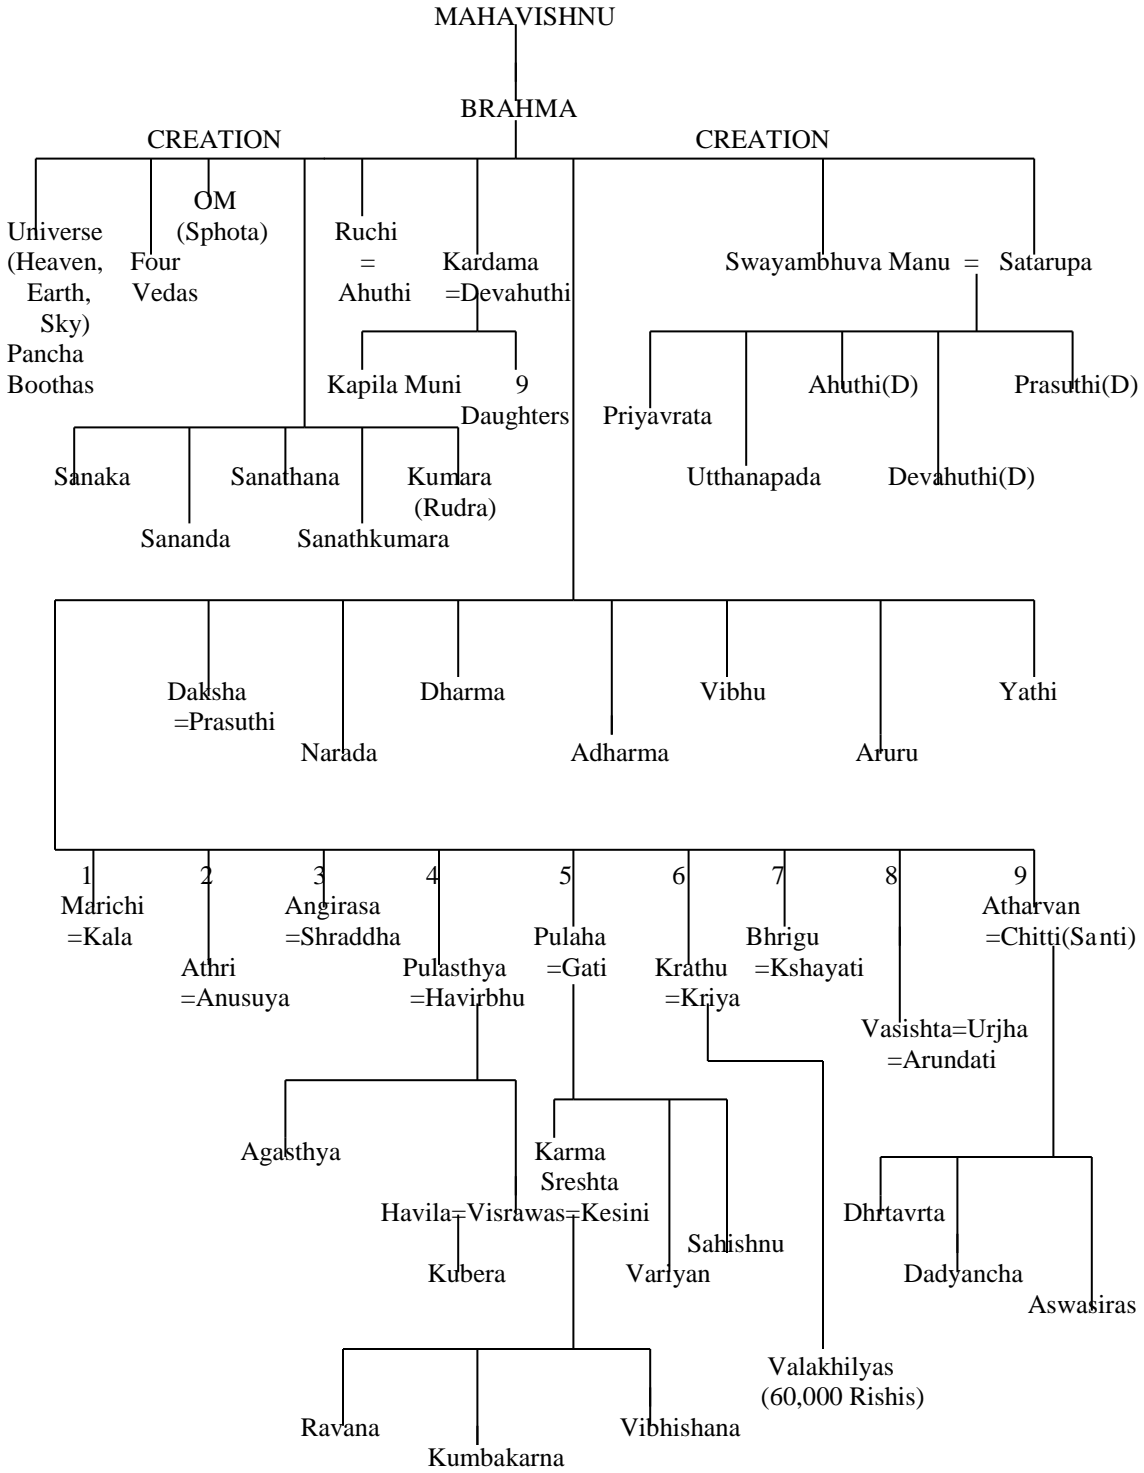 MAHAVISHNU
BRAHMA
CREATION
CREATION
OM
(Sphota)
Universe
(Heaven,
Earth,
Sky)
Pancha
Boothas
Four
Vedas
Ruchi
=
Ahuthi
Kardama
=Devahuthi
Swayambhuva Manu = Satarupa
Kapila Muni
9
Daughters
Priyavrata
Utthanapada
Ahuthi(D)
Devahuthi(D)
Prasuthi(D)
Sanaka
Sananda
Sanathana
Sanathkumara
Kumara
(Rudra)
Daksha
=Prasuthi
Narada
Dharma
Adharma
Vibhu
Aruru
Yathi
1
Marichi
=Kala
2
Athri
=Anusuya
3
Angirasa
=Shraddha
4
Pulasthya
=Havirbhu
5
Pulaha
=Gati
6
Krathu
=Kriya
7
Bhrigu
=Kshayati
8
Vasishta=Urjha
=Arundati
9
Atharvan
=Chitti(Santi)
Agasthya
Karma
Sreshta
Havila=Visrawas=Kesini
Kubera
Variyan
Sahishnu
Dhrtavrta
Dadyancha
Aswasiras
Valakhilyas
(60,000 Rishis)
Ravana
Kumbakarna
Vibhishana